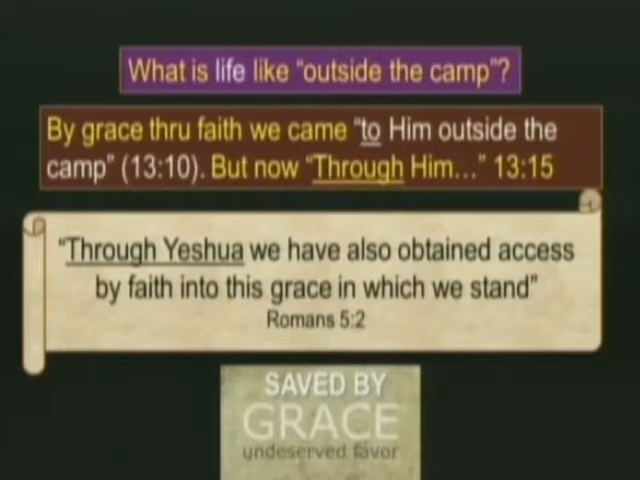 What is life like “outside the camp”?
By grace thru faith we came “to Him outside the
camp” (13:10). But now “Through Him…” 13:15
“Through Yeshua we have also obtained access
by faith into this grace in which we stand”
Romans 5:2
SAVED BY
GRACE
undeserved favor